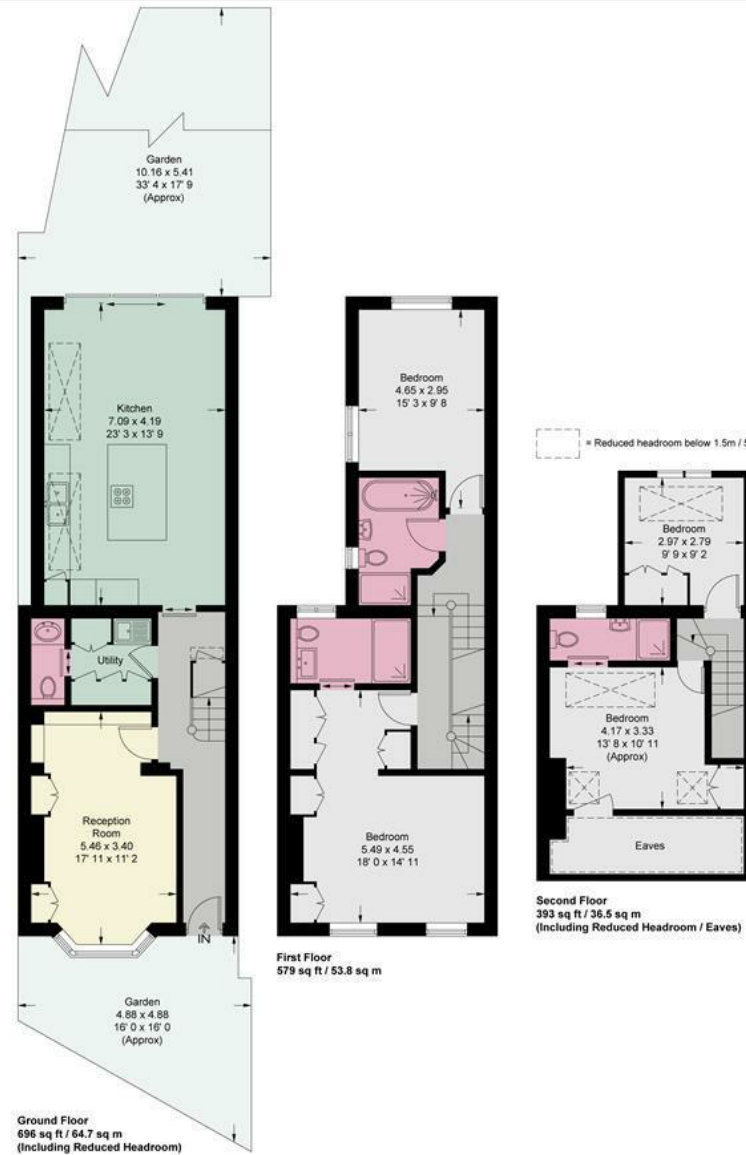 Garden
10.16 x 5.41
33' 4 x 17' 9
(Approx)
Kitchen
7.09 x 4.19
23' 3 x 13' 9
Utility
Reception
Room
5.46 x 3.40
17' 11 x 11' 2
IN
Garden
4.88 x 4.88
16' 0 x 16' 0
(Approx)
Ground Floor
696 sq ft / 64.7 sq m
(Including Reduced Headroom)
Bedroom
4.65 x 2.95
15' 3 x 9' 8
Bedroom
5.49 x 4.55
18' 0 x 14' 11
First Floor
579 sq ft / 53.8 sq m
= Reduced headroom below 1.5m / 5
Bedroom
2.97 x 2.79
9' 9 x 9' 2
Bedroom
4.17 x 3.33
13' 8 x 10' 11
(Approx)
Eaves
Second Floor
393 sq ft / 36.5 sq m
(Including Reduced Headroom / Eaves)